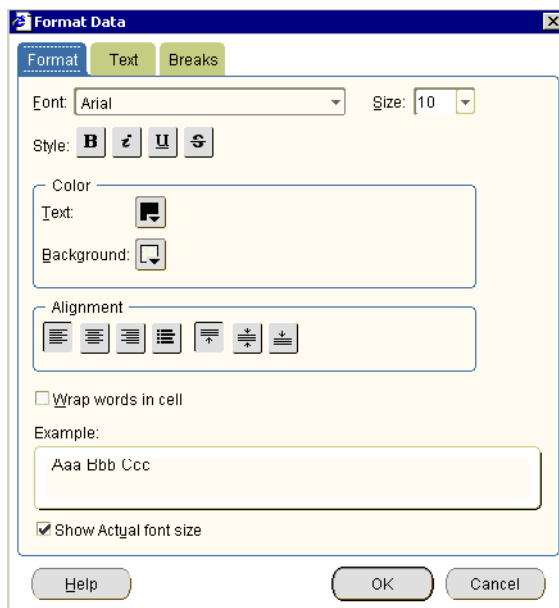 Format Data
Format Text Breaks
Font: Arial Size: 10
Style: B i U S
Color
Text:
Background:
Alignment
Wrap words in cell
Example:
Aaa Bbb Ccc
Show Actual font size
Help OK Cancel